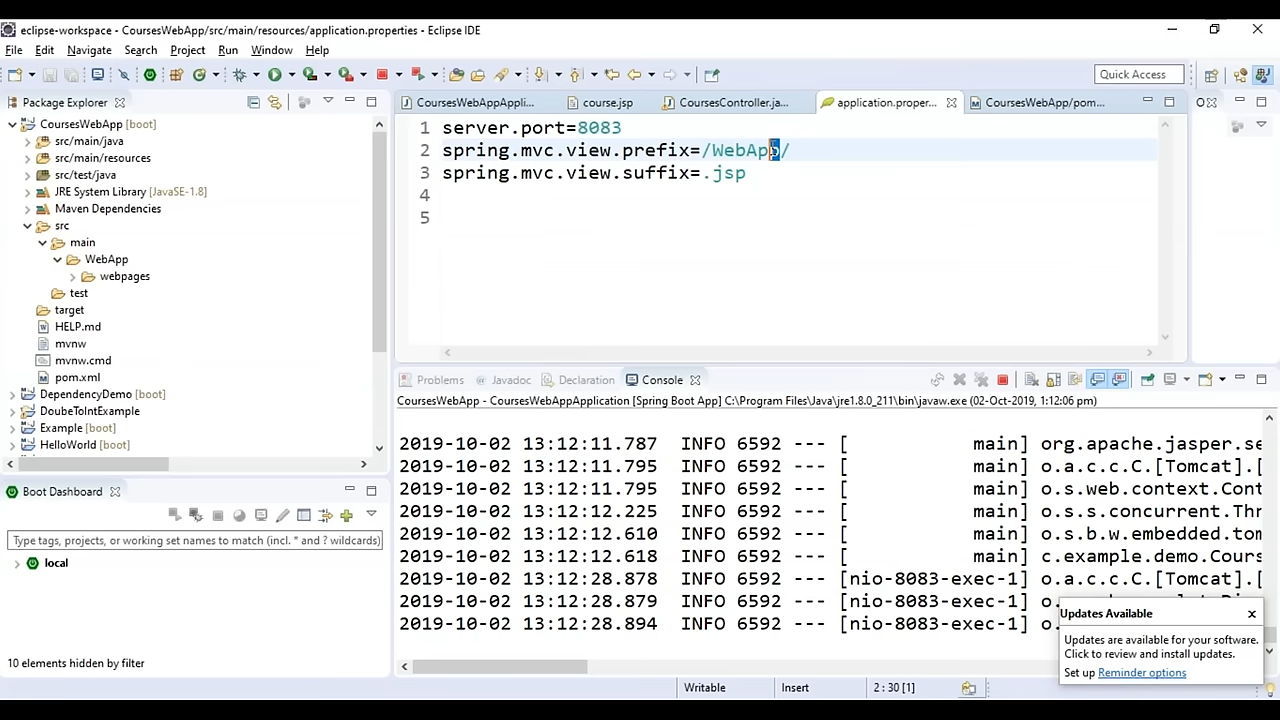 eclipse-workspace - CoursesWebApp/src/main/resources/application.properties - Eclipse IDE
File Edit Navigate Search Project Run Window Help
Quick Access
Package Explorer
CoursesWebApp [boot]
src/main/java
src/main/resources
src/test/java
JRE System Library [JavaSE-1.8]
Maven Dependencies
src
main
WebApp
webpages
test
target
HELP.md
mvnw
mvnw.cmd
pom.xml
DependencyDemo [boot]
DoubeToIntExample
Example [boot]
HelloWorld [boot]
Boot Dashboard
Type tags, projects, or working set names to match (incl. * and ? wildcards)
local
10 elements hidden by filter
CoursesWebAppAppli... course.jsp CoursesController.ja... application.proper... CoursesWebApp/pom...
1 server.port=8083
2 spring.mvc.view.prefix=/WebApp/
3 spring.mvc.view.suffix=.jsp
4
5
Problems Javadoc Declaration Console
CoursesWebApp - CoursesWebAppApplication [Spring Boot App] C:\Program Files\Java\jre1.8.0_211\bin\javaw.exe (02-Oct-2019, 1:12:06 pm)
2019-10-02 13:12:11.787 INFO 6592 --- [ main] org.apache.jasper.se
2019-10-02 13:12:11.795 INFO 6592 --- [ main] o.a.c.c.C.[Tomcat].[
2019-10-02 13:12:11.795 INFO 6592 --- [ main] o.s.web.context.Cont
2019-10-02 13:12:12.225 INFO 6592 --- [ main] o.s.s.concurrent.Thr
2019-10-02 13:12:12.610 INFO 6592 --- [ main] o.s.b.w.embedded.tom
2019-10-02 13:12:12.618 INFO 6592 --- [ main] c.example.demo.Cours
2019-10-02 13:12:28.878 INFO 6592 --- [nio-8083-exec-1] o.a.c.c.C.[Tomcat].[
2019-10-02 13:12:28.879 INFO 6592 --- [nio-8083-exec-1] o.
2019-10-02 13:12:28.894 INFO 6592 --- [nio-8083-exec-1] o.
Updates Available
Updates are available for your software.
Click to review and install updates.
Set up Reminder options
Writable Insert 2 : 30 [1]